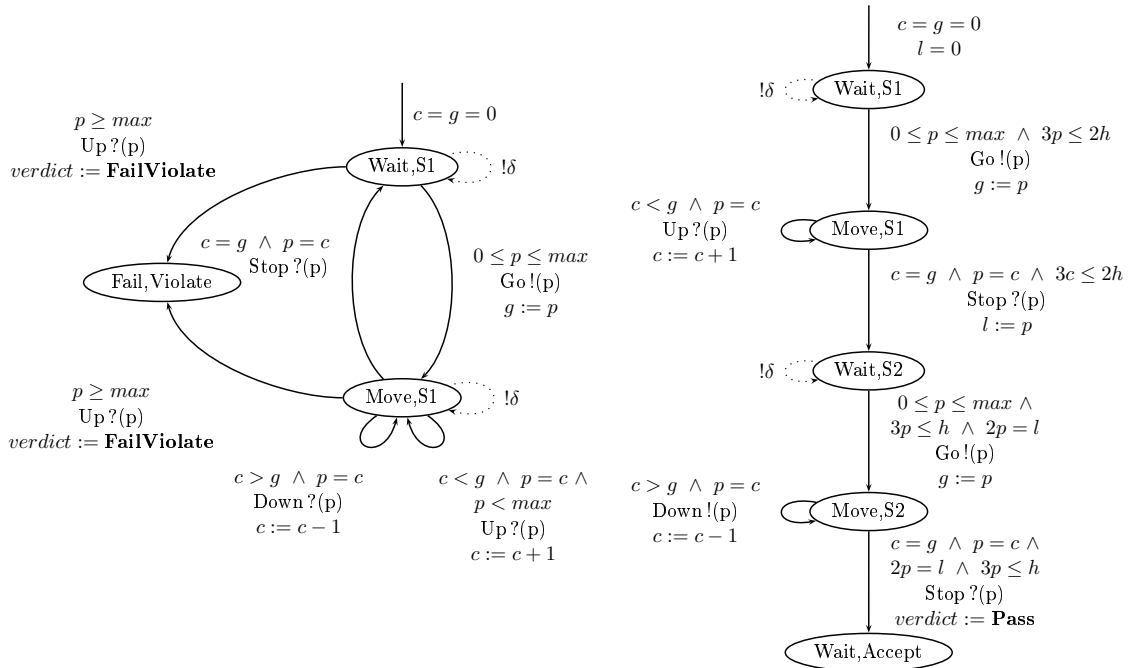 c = g = 0
p ≥ max
Up ?(p)
verdict := FailViolate
Wait,S1
!δ
c = g ∧ p = c
Stop ?(p)
0 ≤ p ≤ max
Go !(p)
g := p
Fail,Violate
p ≥ max
Up ?(p)
verdict := FailViolate
Move,S1
!δ
c > g ∧ p = c
Down ?(p)
c := c − 1
c < g ∧ p = c ∧
p < max
Up ?(p)
c := c + 1
c = g = 0
l = 0
Wait,S1
!δ
0 ≤ p ≤ max ∧ 3p ≤ 2h
Go !(p)
g := p
c < g ∧ p = c
Up ?(p)
c := c + 1
Move,S1
c = g ∧ p = c ∧ 3c ≤ 2h
Stop ?(p)
l := p
Wait,S2
!δ
0 ≤ p ≤ max ∧
3p ≤ h ∧ 2p = l
Go !(p)
g := p
c > g ∧ p = c
Down !(p)
c := c − 1
Move,S2
c = g ∧ p = c ∧
2p = l ∧ 3p ≤ h
Stop ?(p)
verdict := Pass
Wait,Accept